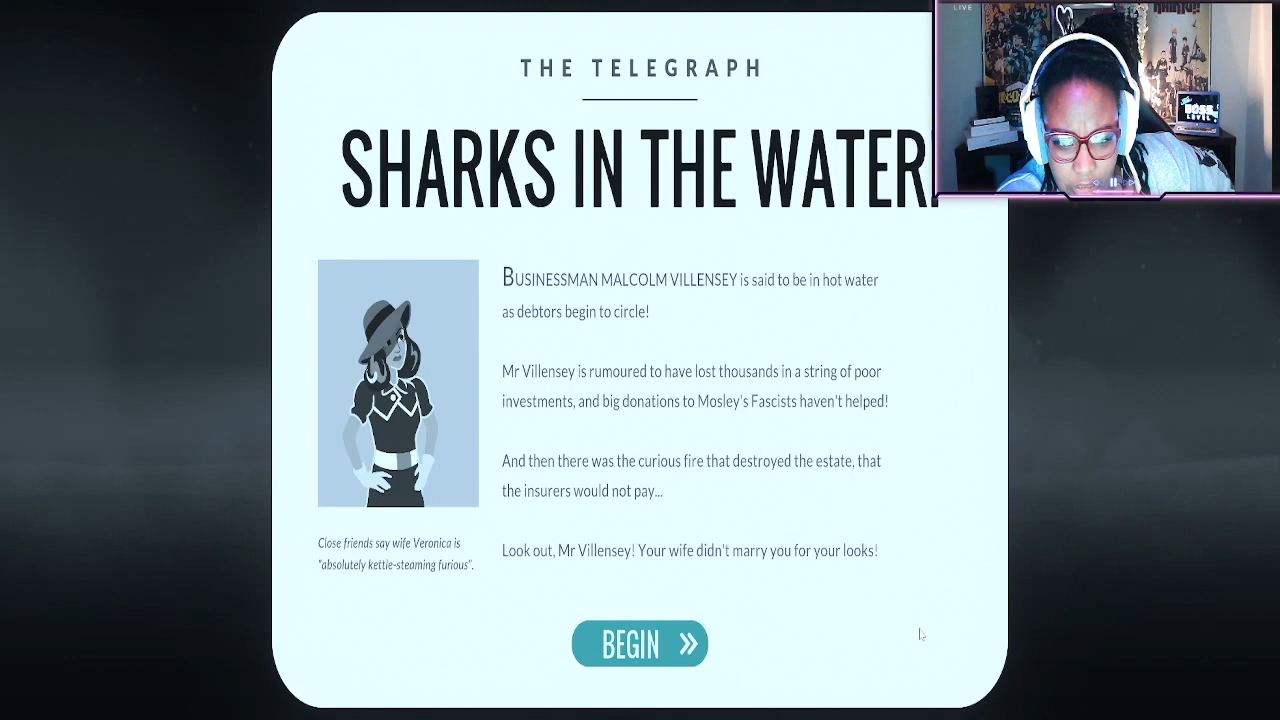 LIVE
THE TELEGRAPH
SHARKS IN THE WATER!
BUSINESSMAN MALCOLM VILLENSEY is said to be in hot water
as debtors begin to circle!
Mr Villensey is rumoured to have lost thousands in a string of poor
investments, and big donations to Mosley's Fascists haven't helped!
And then there was the curious fire that destroyed the estate, that
the insurers would not pay...
Look out, Mr Villensey! Your wife didn't marry you for your looks!
Close friends say wife Veronica is
"absolutely kettle-steaming furious".
BEGIN
BOSS
LEVEL